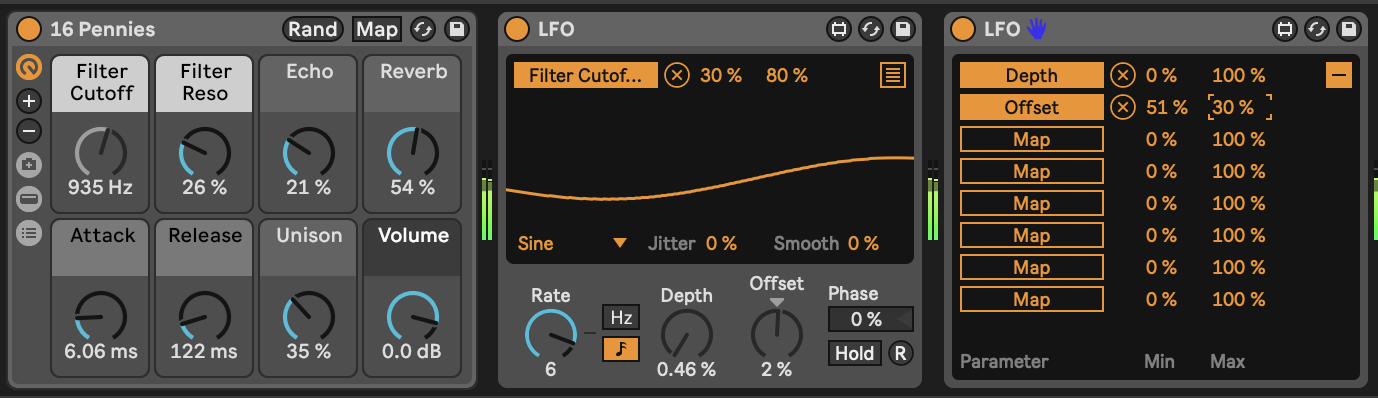 16 Pennies Rand Map
Filter Cutoff Filter Reso Echo Reverb
935 Hz 26 % 21 % 54 %
Attack Release Unison Volume
6.06 ms 122 ms 35 % 0.0 dB
LFO
Filter Cutof... 30 % 80 %
Sine Jitter 0 % Smooth 0 %
Rate Depth Offset Phase
Hz 0 %
Hold R
6 0.46 % 2 %
LFO
Depth 0 % 100 %
Offset 51 % 30 %
Map 0 % 100 %
Map 0 % 100 %
Map 0 % 100 %
Map 0 % 100 %
Map 0 % 100 %
Map 0 % 100 %
Parameter Min Max